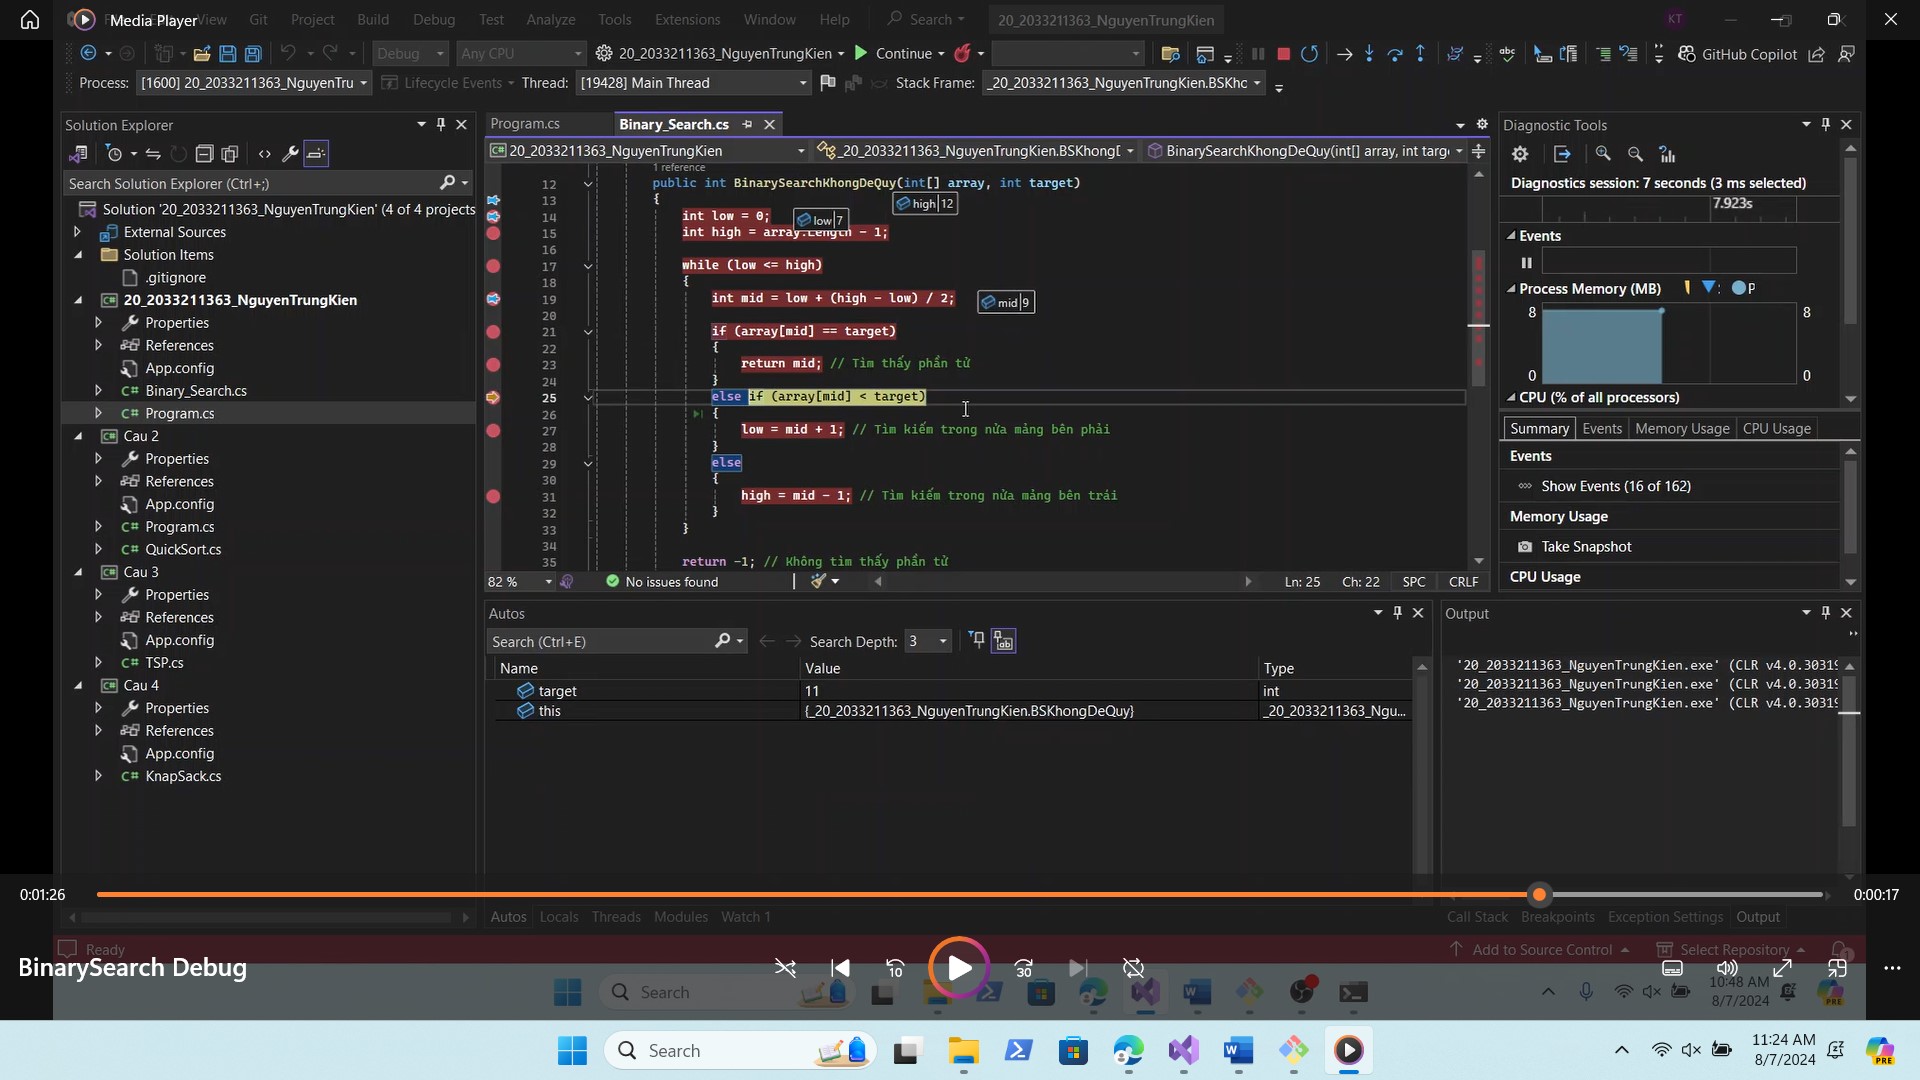 Media Player
View Git Project Build Debug Test Analyze Tools Extensions Window Help Search 20_2033211363_NguyenTrungKien KT
Debug Any CPU 20_2033211363_NguyenTrungKien Continue GitHub Copilot
Process: [1600] 20_2033211363_NguyenTru Lifecycle Events Thread: [19428] Main Thread Stack Frame: _20_2033211363_NguyenTrungKien.BSKhc
Solution Explorer
Search Solution Explorer (Ctrl+;)
Solution '20_2033211363_NguyenTrungKien' (4 of 4 projects
External Sources
Solution Items
.gitignore
20_2033211363_NguyenTrungKien
Properties
References
App.config
C# Binary_Search.cs
C# Program.cs
Cau 2
Properties
References
App.config
C# Program.cs
C# QuickSort.cs
Cau 3
Properties
References
App.config
C# TSP.cs
Cau 4
Properties
References
App.config
C# KnapSack.cs
Program.cs Binary_Search.cs
20_2033211363_NguyenTrungKien _20_2033211363_NguyenTrungKien.BSKhong BinarySearchKhongDeQuy(int[] array, int targe
1 reference
12 public int BinarySearchKhongDeQuy(int[] array, int target)
13 {
high 12
14 int low = 0;
low 7
15 int high = array.Length - 1;
16
17 while (low <= high)
18 {
19 int mid = low + (high - low) / 2;
mid 9
20
21 if (array[mid] == target)
22 {
23 return mid; // Tìm thấy phần tử
24 }
25 else if (array[mid] < target)
26 {
27 low = mid + 1; // Tìm kiếm trong nửa mảng bên phải
28 }
29 else
30 {
31 high = mid - 1; // Tìm kiếm trong nửa mảng bên trái
32 }
33 }
34
35 return -1; // Không tìm thấy phần tử
82 % No issues found Ln: 25 Ch: 22 SPC CRLF
Diagnostic Tools
Diagnostics session: 7 seconds (3 ms selected)
7.923s
Events
Process Memory (MB) P
8 8
0 0
CPU (% of all processors)
Summary Events Memory Usage CPU Usage
Events
Show Events (16 of 162)
Memory Usage
Take Snapshot
CPU Usage
Autos
Search (Ctrl+E) Search Depth: 3
Name Value Type
target 11 int
this {_20_2033211363_NguyenTrungKien.BSKhongDeQuy} _20_2033211363_Ngu...
Output
'20_2033211363_NguyenTrungKien.exe' (CLR v4.0.30319
'20_2033211363_NguyenTrungKien.exe' (CLR v4.0.30319
'20_2033211363_NguyenTrungKien.exe' (CLR v4.0.30319
0:01:26 0:00:17
Autos Locals Threads Modules Watch 1 Call Stack Breakpoints Exception Settings Output
Ready Add to Source Control Select Repository
BinarySearch Debug 10 30
Search 10:48 AM
8/7/2024 PRE
Search 11:24 AM
8/7/2024 PRE